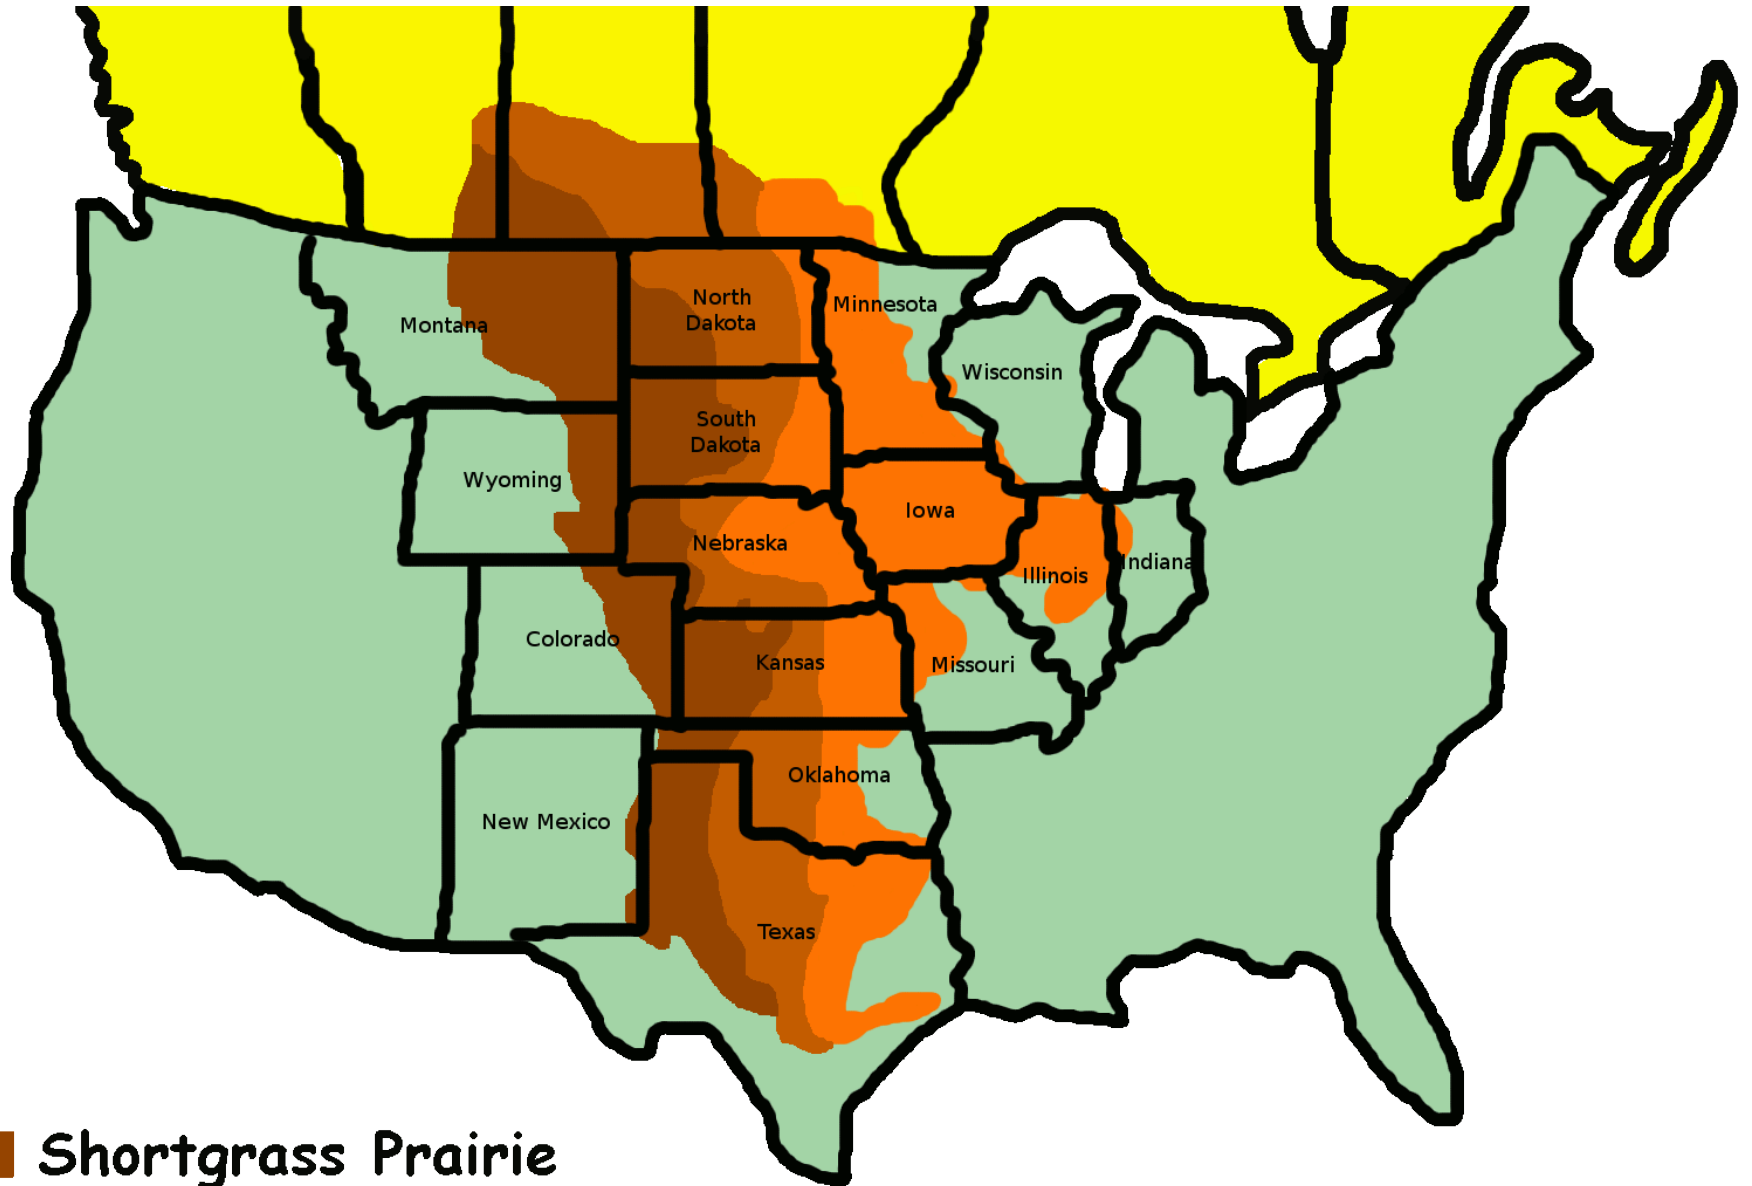 North
Dakota
Minnesota
Montana
Wisconsin
South
Dakota
Wyoming
Iowa
Nebraska
Indiana
Illinois
Colorado
Kansas
Missouri
Oklahoma
New Mexico
Texas
Shortgrass Prairie